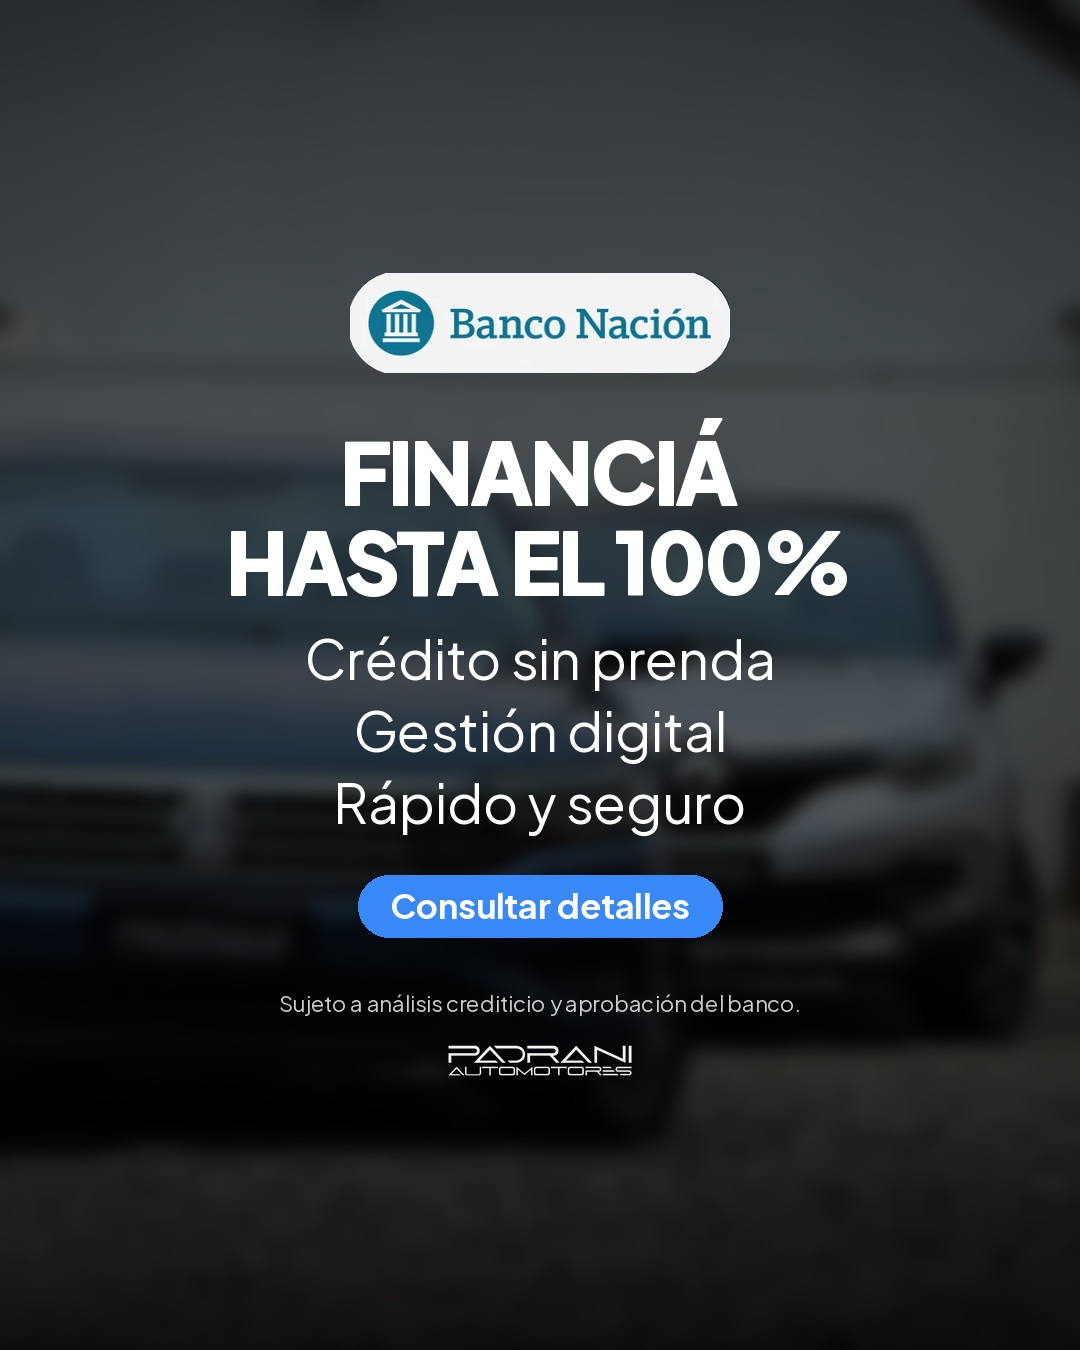 Banco Nación
FINANCIÁ
HASTA EL 100%
Crédito sin prenda
Gestión digital
Rápido y seguro
Consultar detalles
Sujeto a análisis crediticio y aprobación del banco.
PADRANI
AUTOMOTORES